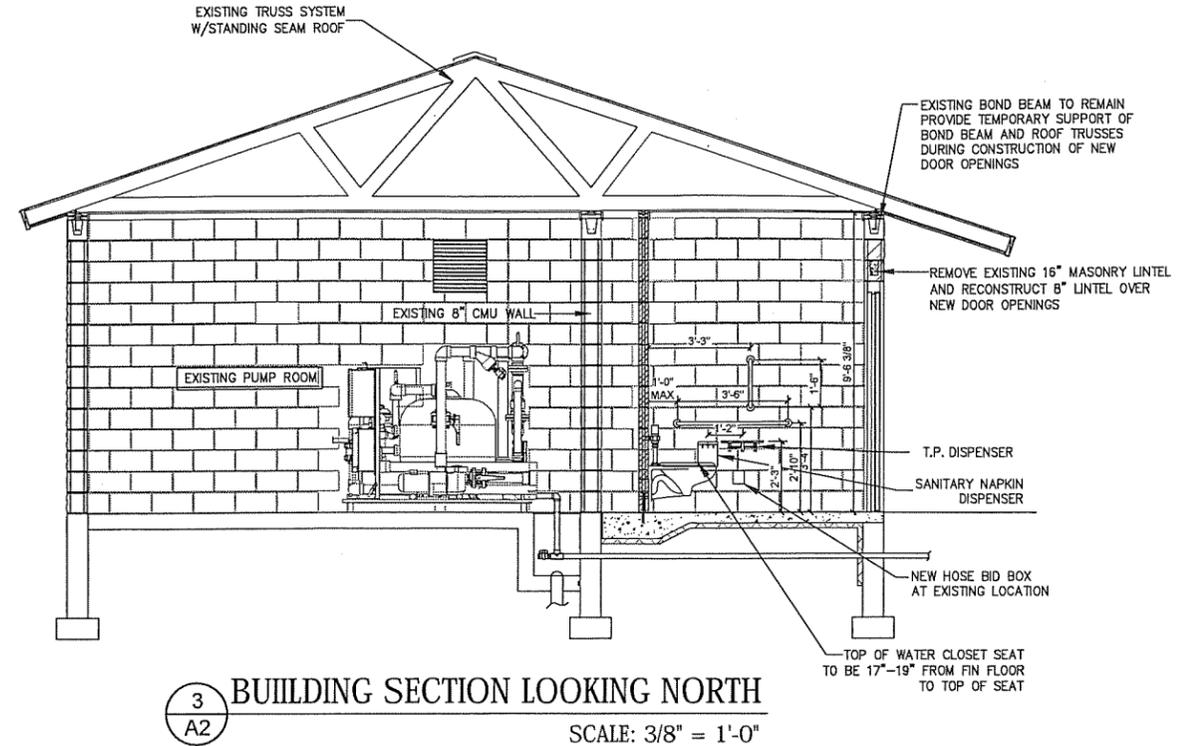 EXISTING TRUSS SYSTEM
W/STANDING SEAM ROOF
EXISTING BOND BEAM TO REMAIN
PROVIDE TEMPORARY SUPPORT OF
BOND BEAM AND ROOF TRUSSES
DURING CONSTRUCTION OF NEW
DOOR OPENINGS
REMOVE EXISTING 16" MASONRY LINTEL
AND RECONSTRUCT 8" LINTEL OVER
NEW DOOR OPENINGS
EXISTING 8" CMU WALL
3'-3"
9'-6 3/8"
EXISTING PUMP ROOM
1'-0"
MAX
3'-6"
1'-6"
1'-2"
T.P. DISPENSER
2'-3"
2'-10"
3'-4"
SANITARY NAPKIN
DISPENSER
NEW HOSE BID BOX
AT EXISTING LOCATION
TOP OF WATER CLOSET SEAT
TO BE 17"-19" FROM FIN FLOOR
TO TOP OF SEAT
3
A2
BUIILDING SECTION LOOKING NORTH
SCALE: 3/8" = 1'-0"